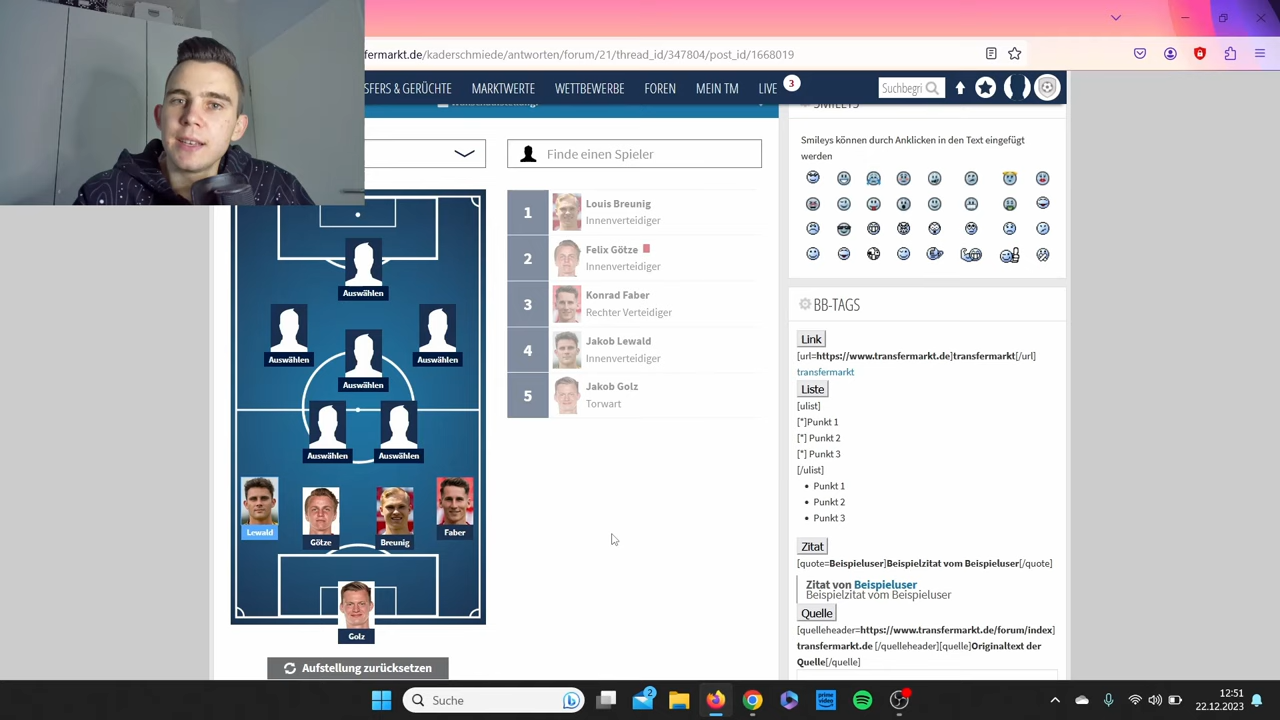 fermarkt.de/kaderschmiede/antworten/forum/21/thread_id/347804/post_id/1668019
SFERS & GERÜCHTE MARKTWERTE WETTBEWERBE FOREN MEIN TM LIVE 3 Suchbegri
SMILEYS
Smileys können durch Anklicken in den Text eingefügt
werden
Finde einen Spieler
1 Louis Breunig
Innenverteidiger
2 Felix Götze
Innenverteidiger
3 Konrad Faber
Rechter Verteidiger
4 Jakob Lewald
Innenverteidiger
5 Jakob Golz
Torwart
Auswählen
Auswählen
Auswählen
Auswählen
Auswählen
Auswählen
Lewald
Götze
Breunig
Faber
Golz
Aufstellung zurücksetzen
BB-TAGS
Link
[url=https://www.transfermarkt.de]transfermarkt[/url]
transfermarkt
Liste
[ulist]
[*]Punkt 1
[*] Punkt 2
[*] Punkt 3
[/ulist]
• Punkt 1
• Punkt 2
• Punkt 3
Zitat
[quote=Beispieluser]Beispielzitat vom Beispieluser[/quote]
Zitat von Beispieluser
Beispielzitat vom Beispieluser
Quelle
[quelleheader=https://www.transfermarkt.de/forum/index]
transfermarkt.de [/quelleheader][quelle]Originaltext der
Quelle[/quelle]
Suche
2
12:51
22.12.2023